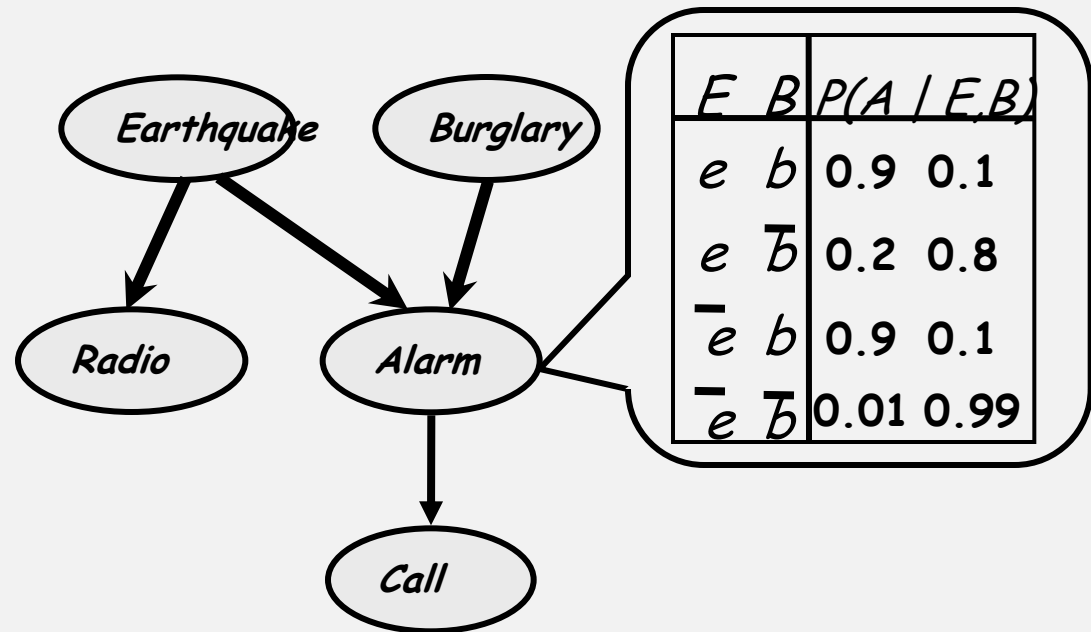 Earthquake
Burglary
Radio
Alarm
Call
E B P(A | E,B)
e b 0.9 0.1
e b̅ 0.2 0.8
e̅ b 0.9 0.1
e̅ b̅ 0.01 0.99